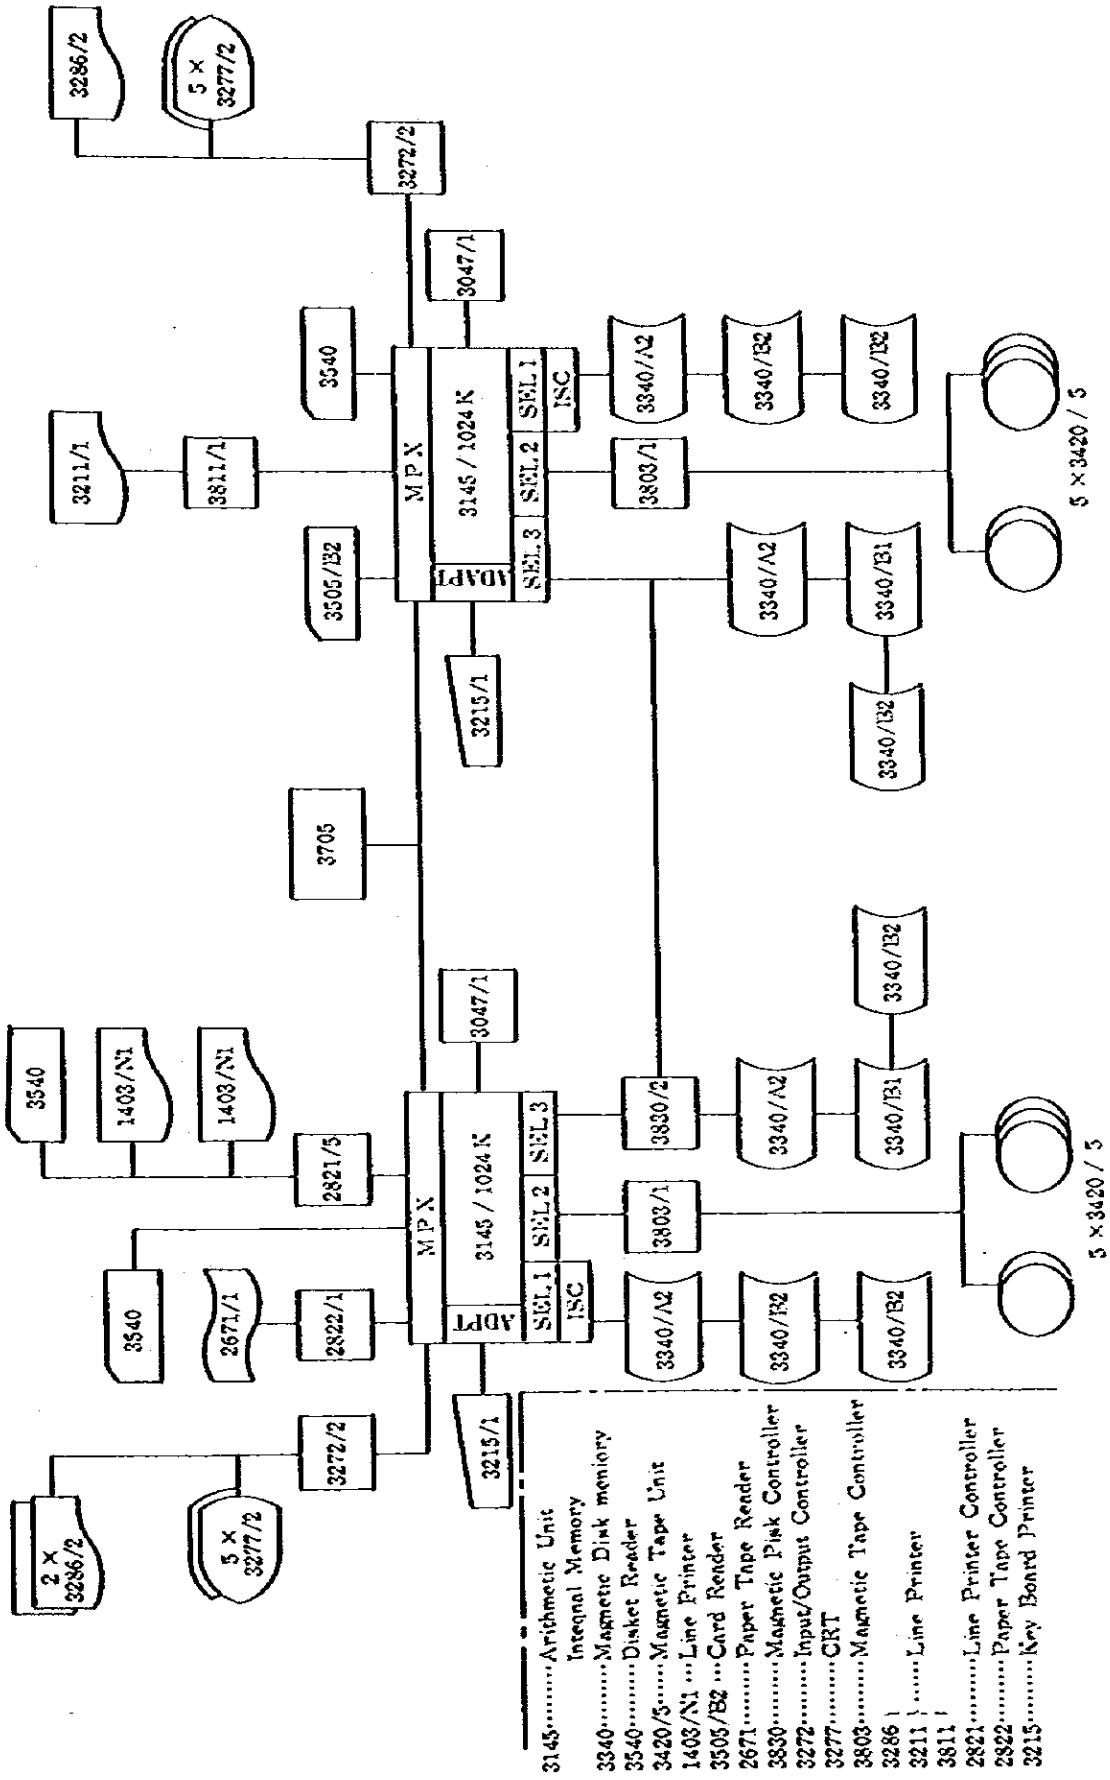 2 ×
3286/2
5 ×
3277/2
3272/2
3540
2671/1
2822/1
3540
1403/N1
1403/N1
2821/5
MPX
ADPT
3145 / 1024 K
SEL 1
SEL 2
SEL 3
ISC
3215/1
3047/1
3340/A2
3340/B2
3340/B2
3803/1
3830/2
3340/A2
3340/B1
3340/B2
5 × 3420 / 5
3705
3211/1
3811/1
3505/B2
3540
3286/2
5 ×
3277/2
3272/2
MPX
ADAPT
3145 / 1024 K
SEL 3
SEL 2
SEL 1
ISC
3215/1
3047/1
3340/A2
3340/B1
3340/B2
3803/1
3340/A2
3340/B2
3340/B2
5 × 3420 / 5
3145........Arithmetic Unit
Integnal Memory
3340........Magnetic Disk memory
3540........Disket Reader
3420/5......Magnetic Tape Unit
1403/N1 ...Line Printer
3505/B2 ...Card Reader
2671........Paper Tape Reader
3830........Magnetic Disk Controller
3272........Input/Output Controller
3277........CRT
3803........Magnetic Tape Controller
3286
3211 } ......Line Printer
3811
2821........Line Printer Controller
2822........Paper Tape Controller
3215........Key Board Printer